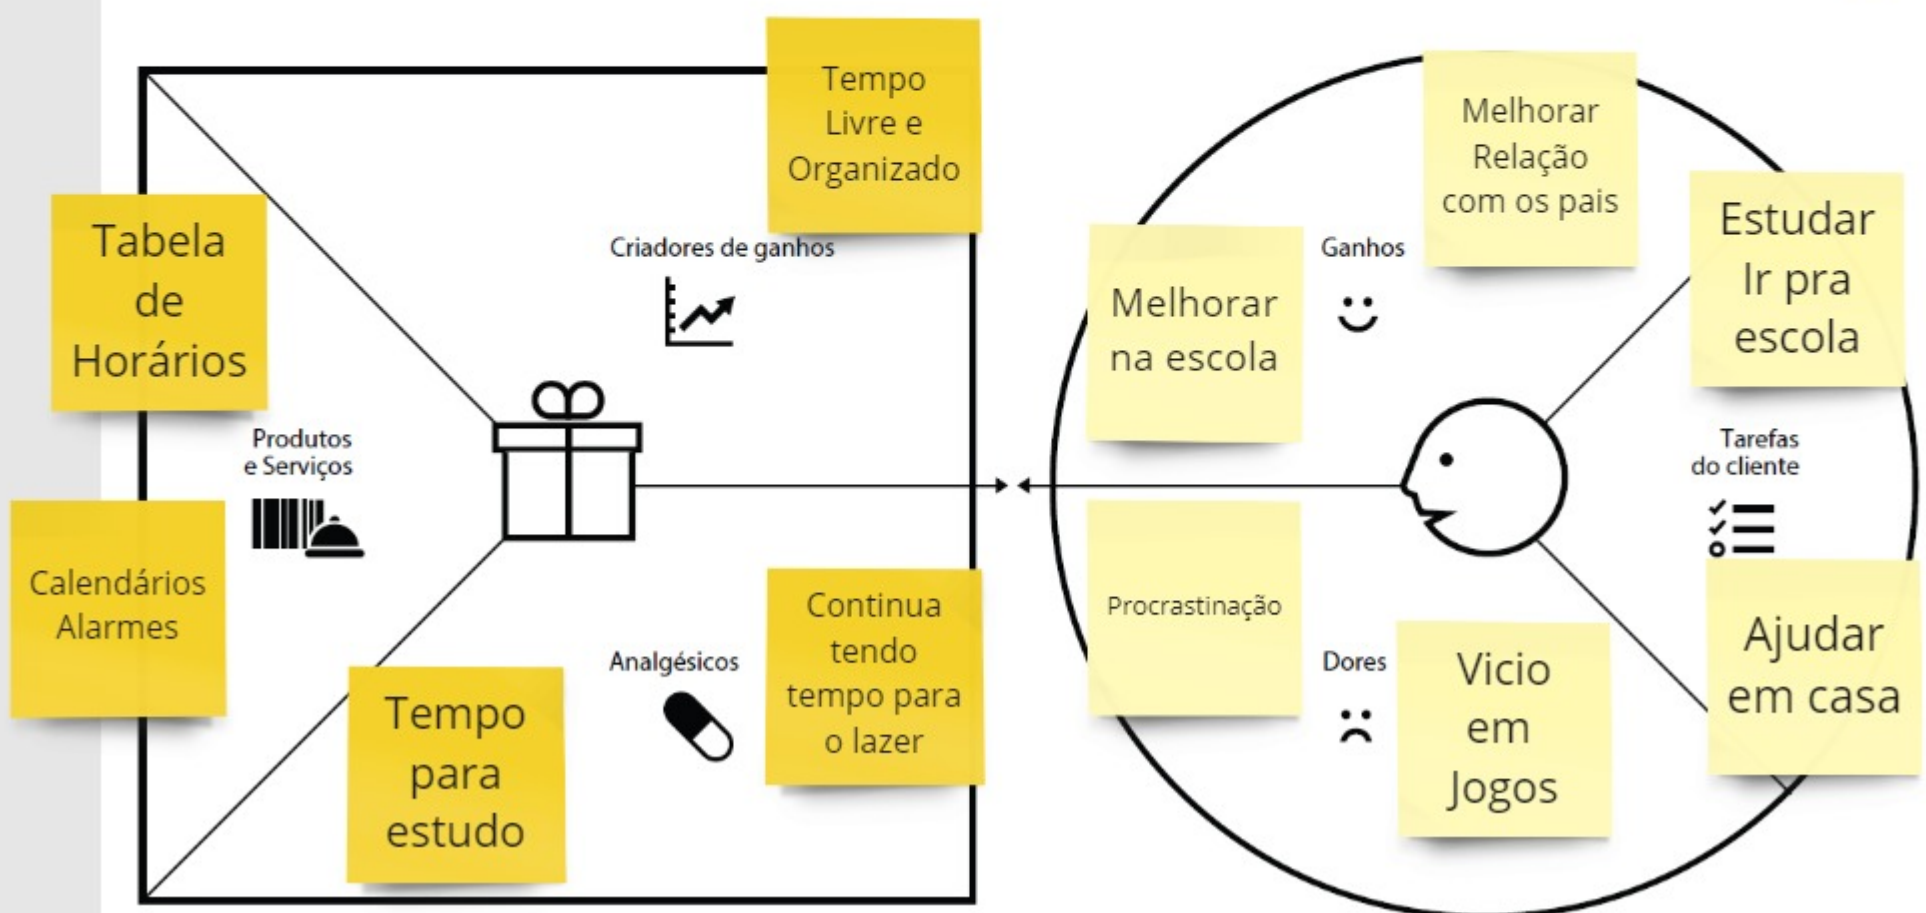 Tempo
Livre e
Organizado
Criadores de ganhos
Tabela
de
Horários
Produtos
e Serviços
Calendários
Alarmes
Tempo
para
estudo
Analgésicos
Continua
tendo
tempo para
o lazer
Melhorar
Relação
com os pais
Ganhos
Melhorar
na escola
Estudar
Ir pra
escola
Tarefas
do cliente
Procrastinação
Dores
Vicio
em
Jogos
Ajudar
em casa